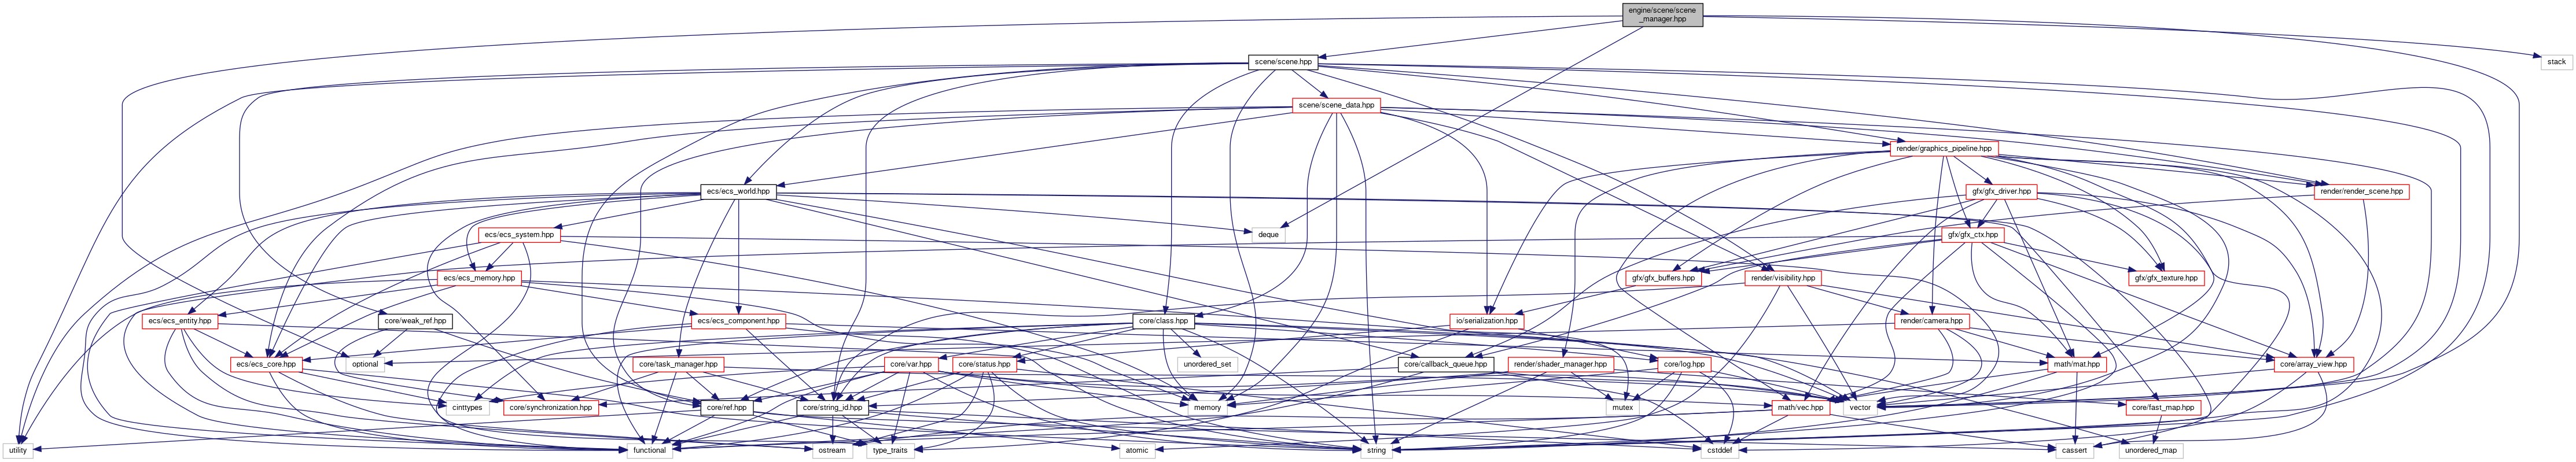 engine/scene/scene
_manager.hpp
stack
scene/scene.hpp
scene/scene_data.hpp
render/graphics_pipeline.hpp
ecs/ecs_world.hpp
gfx/gfx_driver.hpp
render/render_scene.hpp
ecs/ecs_system.hpp
deque
gfx/gfx_ctx.hpp
ecs/ecs_memory.hpp
gfx/gfx_buffers.hpp
render/visibility.hpp
gfx/gfx_texture.hpp
ecs/ecs_entity.hpp
core/weak_ref.hpp
ecs/ecs_component.hpp
core/class.hpp
io/serialization.hpp
render/camera.hpp
ecs/ecs_core.hpp
optional
core/task_manager.hpp
core/var.hpp
core/status.hpp
unordered_set
core/callback_queue.hpp
render/shader_manager.hpp
core/log.hpp
math/mat.hpp
core/array_view.hpp
cinttypes
core/synchronization.hpp
core/ref.hpp
core/string_id.hpp
memory
mutex
math/vec.hpp
vector
core/fast_map.hpp
utility
functional
ostream
type_traits
atomic
string
cstddef
cassert
unordered_map